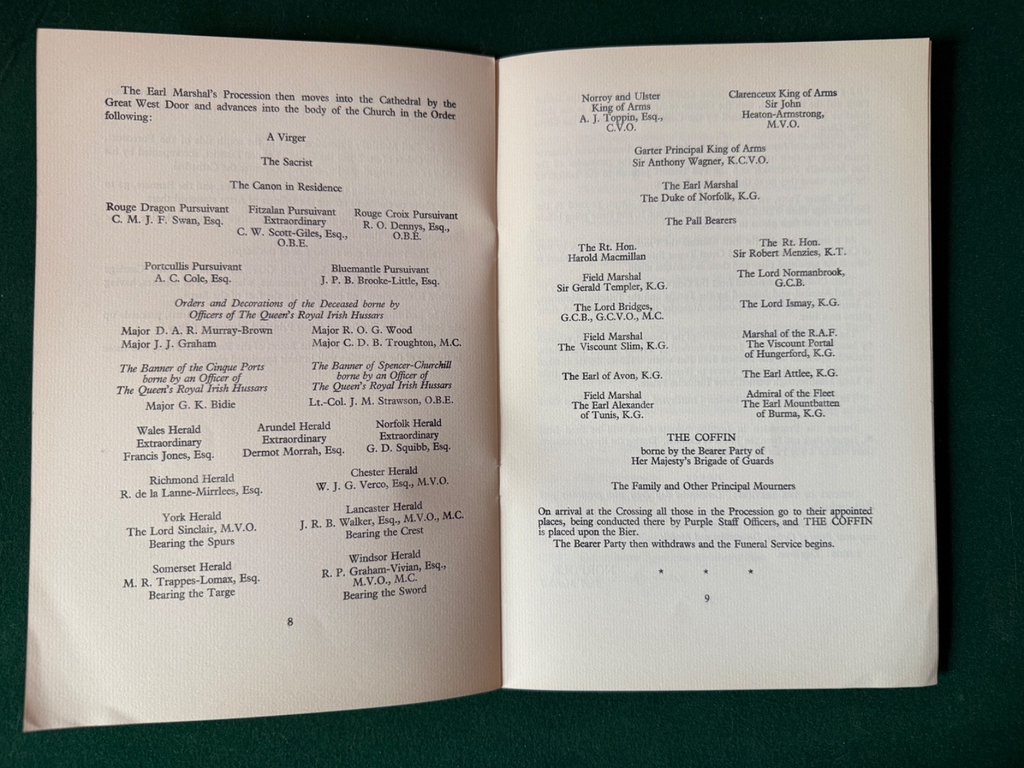 The Earl Marshal's Procession then moves into the Cathedral by the
Great West Door and advances into the body of the Church in the Order
following:
A Virger
The Sacrist
The Canon in Residence
Rouge Dragon Pursuivant
C. M. J. F. Swan, Esq.
Fitzalan Pursuivant
Extraordinary
C. W. Scott-Giles, Esq.,
O.B.E.
Rouge Croix Pursuivant
R. O. Dennys, Esq.,
O.B.E.
Portcullis Pursuivant
A. C. Cole, Esq.
Bluemantle Pursuivant
J. P. B. Brooke-Little, Esq.
Orders and Decorations of the Deceased borne by
Officers of The Queen's Royal Irish Hussars
Major D. A. R. Murray-Brown
Major J. J. Graham
Major R. O. G. Wood
Major C. D. B. Troughton, M.C.
The Banner of the Cinque Ports
borne by an Officer of
The Queen's Royal Irish Hussars
Major G. K. Bidie
The Banner of Spencer-Churchill
borne by an Officer of
The Queen's Royal Irish Hussars
Lt.-Col. J. M. Strawson, O.B.E.
Wales Herald
Extraordinary
Francis Jones, Esq.
Arundel Herald
Extraordinary
Dermot Morrah, Esq.
Norfolk Herald
Extraordinary
G. D. Squibb, Esq.
Richmond Herald
R. de la Lanne-Mirrlees, Esq.
Chester Herald
W. J. G. Verco, Esq., M.V.O.
York Herald
The Lord Sinclair, M.V.O.
Bearing the Spurs
Lancaster Herald
J. R. B. Walker, Esq., M.V.O., M.C.
Bearing the Crest
Somerset Herald
M. R. Trappes-Lomax, Esq.
Bearing the Targe
Windsor Herald
R. P. Graham-Vivian, Esq.,
M.V.O., M.C.
Bearing the Sword
8
Norroy and Ulster
King of Arms
A. J. Toppin, Esq.,
C.V.O.
Clarenceux King of Arms
Sir John
Heaton-Armstrong,
M.V.O.
Garter Principal King of Arms
Sir Anthony Wagner, K.C.V.O.
The Earl Marshal
The Duke of Norfolk, K.G.
The Pall Bearers
The Rt. Hon.
Harold Macmillan
The Rt. Hon.
Sir Robert Menzies, K.T.
Field Marshal
Sir Gerald Templer, K.G.
The Lord Normanbrook,
G.C.B.
The Lord Bridges,
G.C.B., G.C.V.O., M.C.
The Lord Ismay, K.G.
Field Marshal
The Viscount Slim, K.G.
Marshal of the R.A.F.
The Viscount Portal
of Hungerford, K.G.
The Earl of Avon, K.G.
The Earl Attlee, K.G.
Field Marshal
The Earl Alexander
of Tunis, K.G.
Admiral of the Fleet
The Earl Mountbatten
of Burma, K.G.
THE COFFIN
borne by the Bearer Party of
Her Majesty's Brigade of Guards
The Family and Other Principal Mourners
On arrival at the Crossing all those in the Procession go to their appointed
places, being conducted there by Purple Staff Officers, and THE COFFIN
is placed upon the Bier.
The Bearer Party then withdraws and the Funeral Service begins.
* * *
9